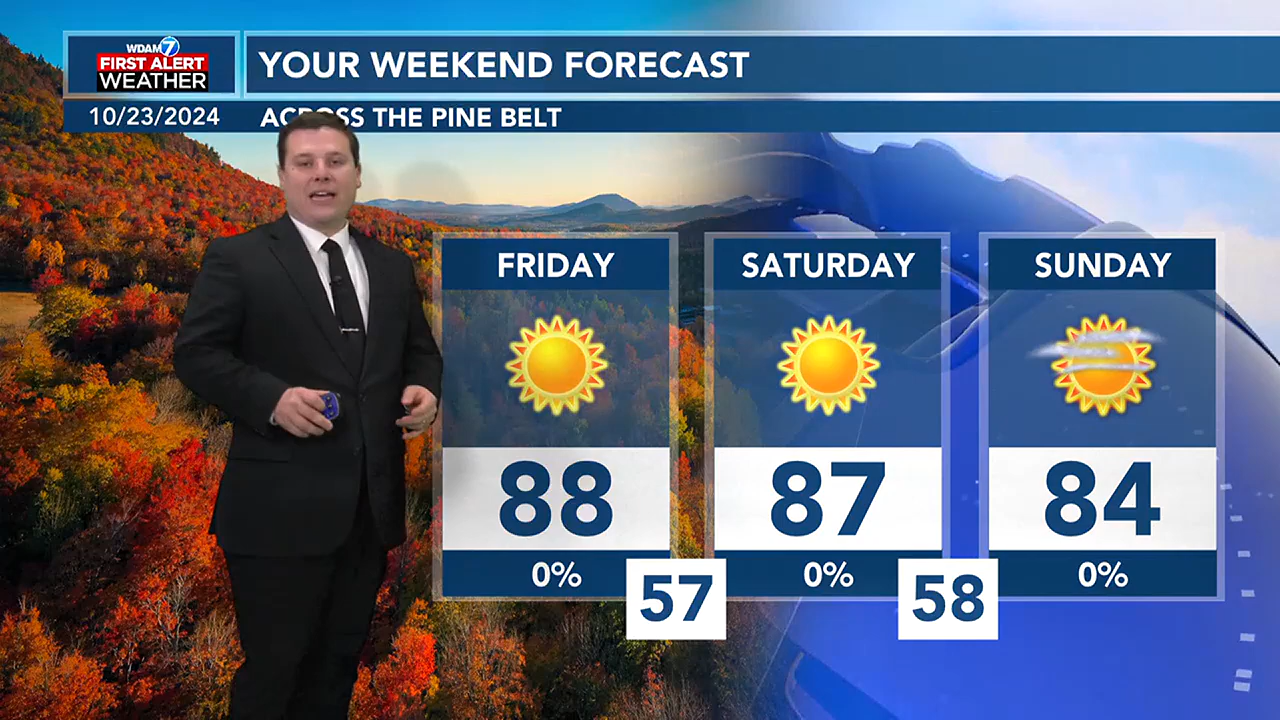 WDAM 7
FIRST ALERT
WEATHER
10/23/2024
YOUR WEEKEND FORECAST
ACROSS THE PINE BELT
FRIDAY
SATURDAY
SUNDAY
88
87
84
0%
0%
0%
57
58